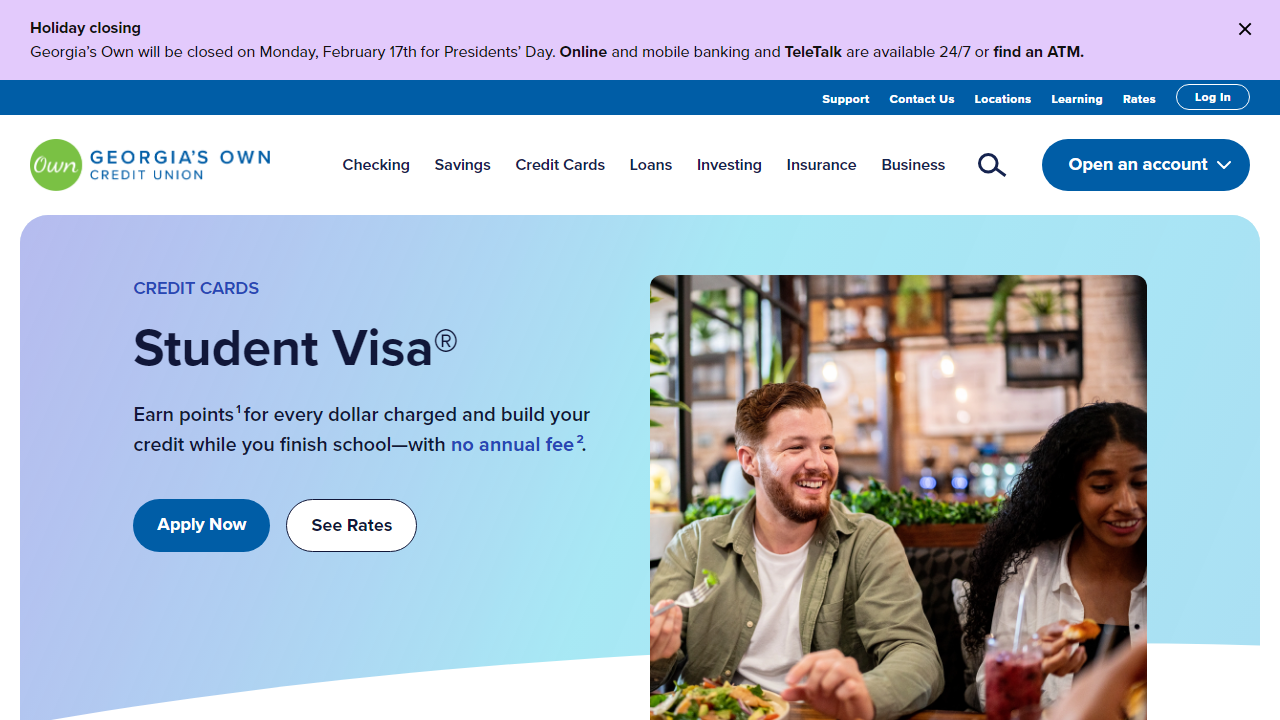 Holiday closing
Georgia's Own will be closed on Monday, February 17th for Presidents' Day. Online and mobile banking and TeleTalk are available 24/7 or find an ATM.
Support Contact Us Locations Learning Rates Log In
Own GEORGIA'S OWN
CREDIT UNION
Checking Savings Credit Cards Loans Investing Insurance Business Open an account
CREDIT CARDS
Student Visa®
Earn points¹ for every dollar charged and build your
credit while you finish school—with no annual fee².
Apply Now See Rates